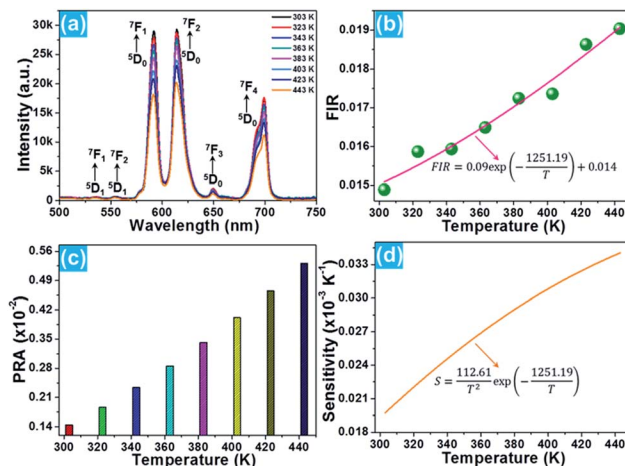 (a)
30k
25k
20k
15k
10k
5k
0
Intensity (a.u.)
500 550 600 650 700 750
Wavelength (nm)
⁷F₁
⁵D₀
⁷F₂
⁵D₀
⁷F₄
⁵D₀
⁷F₃
⁵D₀
⁷F₁
⁵D₁
⁷F₂
⁵D₁
303 K
323 K
343 K
363 K
383 K
403 K
423 K
443 K
(b)
0.019
0.018
0.017
0.016
0.015
FIR
FIR = 0.09exp(−1251.19/T) + 0.014
300 320 340 360 380 400 420 440
Temperature (K)
(c)
0.56
0.49
0.42
0.35
0.28
0.21
0.14
PRA (x10⁻²)
300 320 340 360 380 400 420 440
Temperature (K)
(d)
0.033
0.030
0.027
0.024
0.021
0.018
Sensitivity (x10⁻³ K⁻¹)
S = 112.61/T² exp(−1251.19/T)
300 320 340 360 380 400 420 440
Temperature (K)